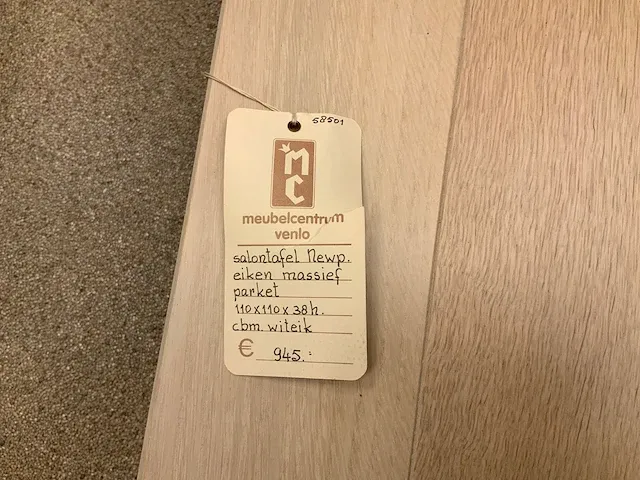 58501
MC
meubelcentrum
venlo
salontafel Newp.
eiken massief
parket
110x110x38h.
cbm. witeik
€ 945.-